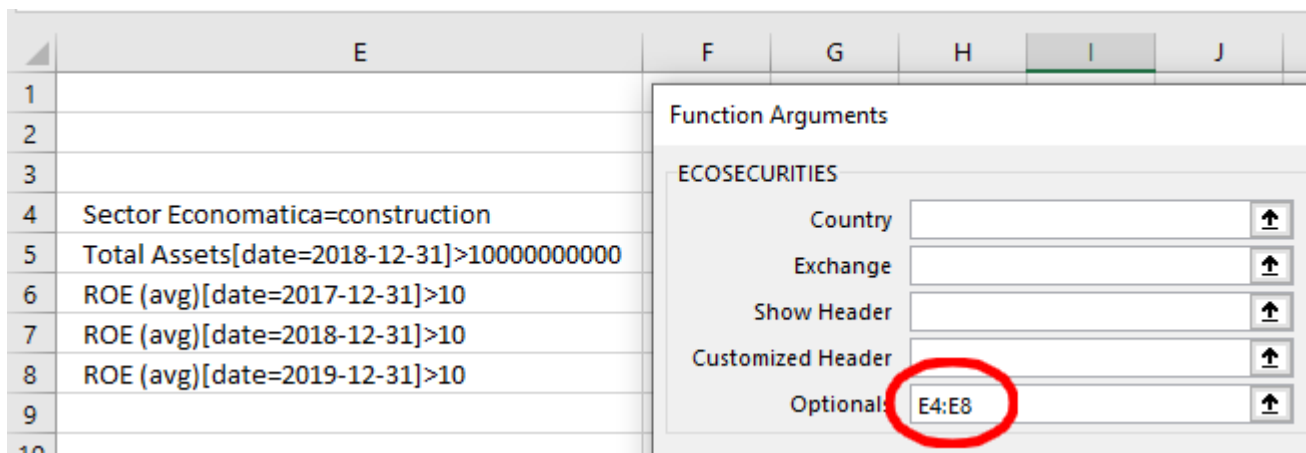 E F G H I J
1
2
3
4 Sector Economatica=construction
5 Total Assets[date=2018-12-31]>10000000000
6 ROE (avg)[date=2017-12-31]>10
7 ROE (avg)[date=2018-12-31]>10
8 ROE (avg)[date=2019-12-31]>10
9
10
Function Arguments
ECOSECURITIES
Country
Exchange
Show Header
Customized Header
Optionals E4:E8